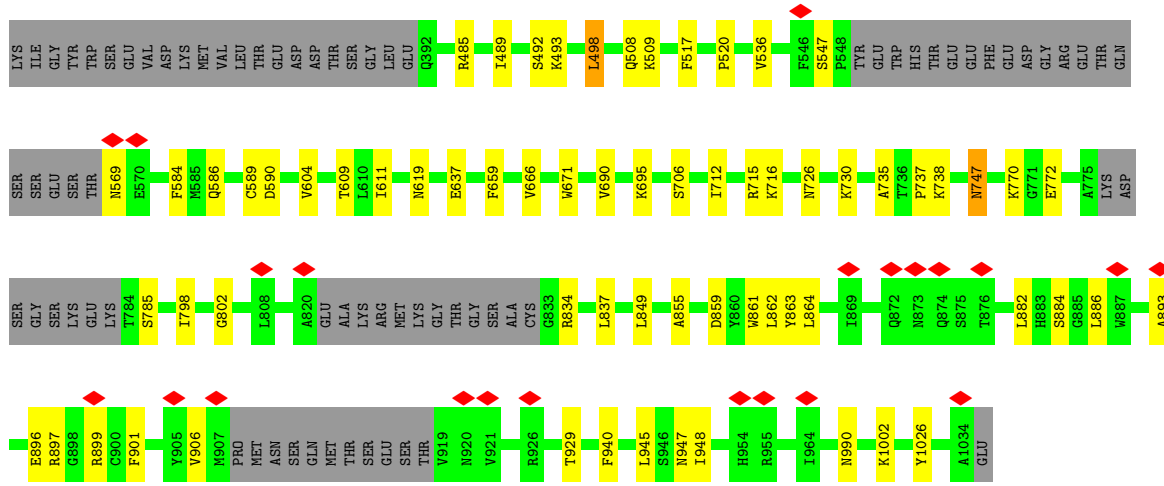 LYS ILE GLY TYR TRP SER GLU VAL ASP LYS MET VAL LEU THR GLU ASP ASP THR SER GLY LEU GLU Q392 R485 I489 S492 K493 L498 Q508 K509 F517 P520 V536 F546 S547 P548 TYR GLU TRP HIS THR GLU GLU PHE GLU ASP GLY ARG GLU THR GLN
SER SER GLU SER THR N569 E570 F584 M585 Q586 C589 D590 V604 T609 L610 I611 N619 E637 F659 V666 W671 V690 K695 S706 I712 R715 K716 N726 K730 A735 T736 P737 K738 N747 K770 G771 E772 A775 LYS ASP
SER GLY SER LYS GLU LYS T784 S785 I798 G802 L808 A820 GLU ALA LYS ARG MET LYS GLY THR GLY SER ALA CYS G833 R834 L837 L849 A855 D859 Y860 W861 L862 Y863 L864 I869 Q872 N873 Q874 S875 T876 L882 H883 S884 G885 L886 W887 A893
E896 R897 G898 R899 C900 F901 Y905 V906 M907 PRO MET ASN SER GLN MET THR SER GLU SER THR V919 N920 V921 R926 T929 F940 L945 S946 N947 I948 H954 R955 I964 N990 K1002 Y1026 A1034 GLU